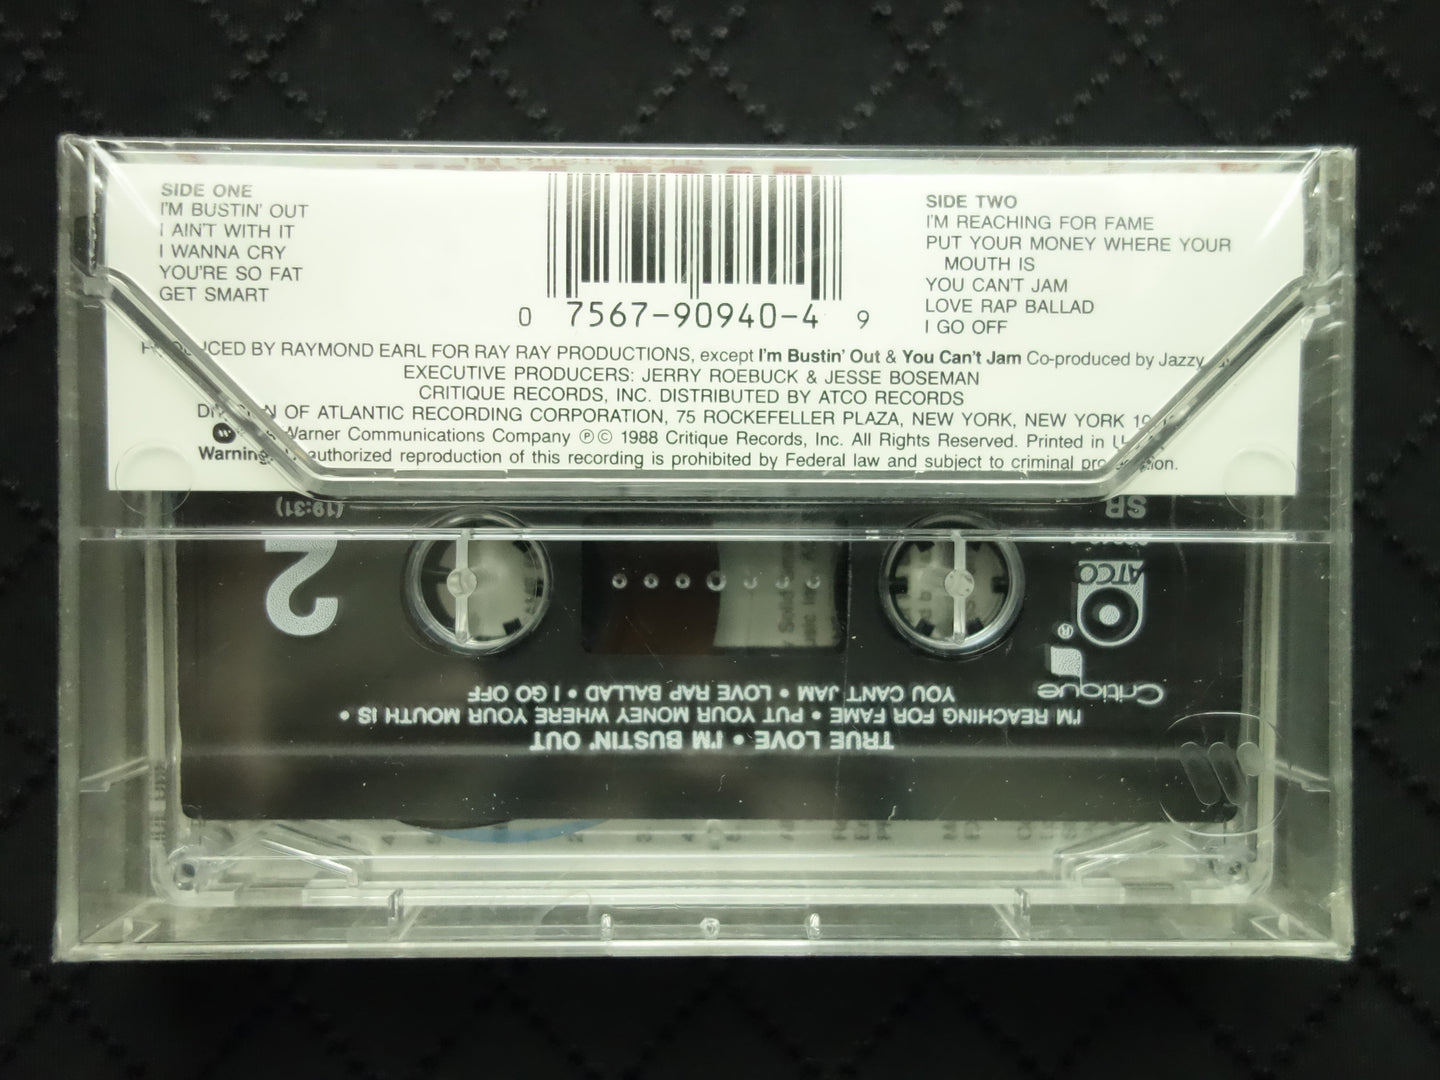 SIDE ONE
I'M BUSTIN' OUT
I AIN'T WITH IT
I WANNA CRY
YOU'RE SO FAT
GET SMART
0 7567-90940-4 9
SIDE TWO
I'M REACHING FOR FAME
PUT YOUR MONEY WHERE YOUR
MOUTH IS
YOU CAN'T JAM
LOVE RAP BALLAD
I GO OFF
PRODUCED BY RAYMOND EARL FOR RAY RAY PRODUCTIONS, except I'm Bustin' Out & You Can't Jam Co-produced by Jazzy
EXECUTIVE PRODUCERS: JERRY ROEBUCK & JESSE BOSEMAN
CRITIQUE RECORDS, INC. DISTRIBUTED BY ATCO RECORDS
DIVISION OF ATLANTIC RECORDING CORPORATION, 75 ROCKEFELLER PLAZA, NEW YORK, NEW YORK
Warner Communications Company ℗© 1988 Critique Records, Inc. All Rights Reserved. Printed in
Warning: Unauthorized reproduction of this recording is prohibited by Federal law and subject to criminal prosecution.
TRUE LOVE • I'M BUSTIN' OUT
I'M REACHING FOR FAME • PUT YOUR MONEY WHERE YOUR MOUTH IS •
YOU CAN'T JAM • LOVE RAP BALLAD • I GO OFF
Critique
®
ATCO
2
SR
(19:31)